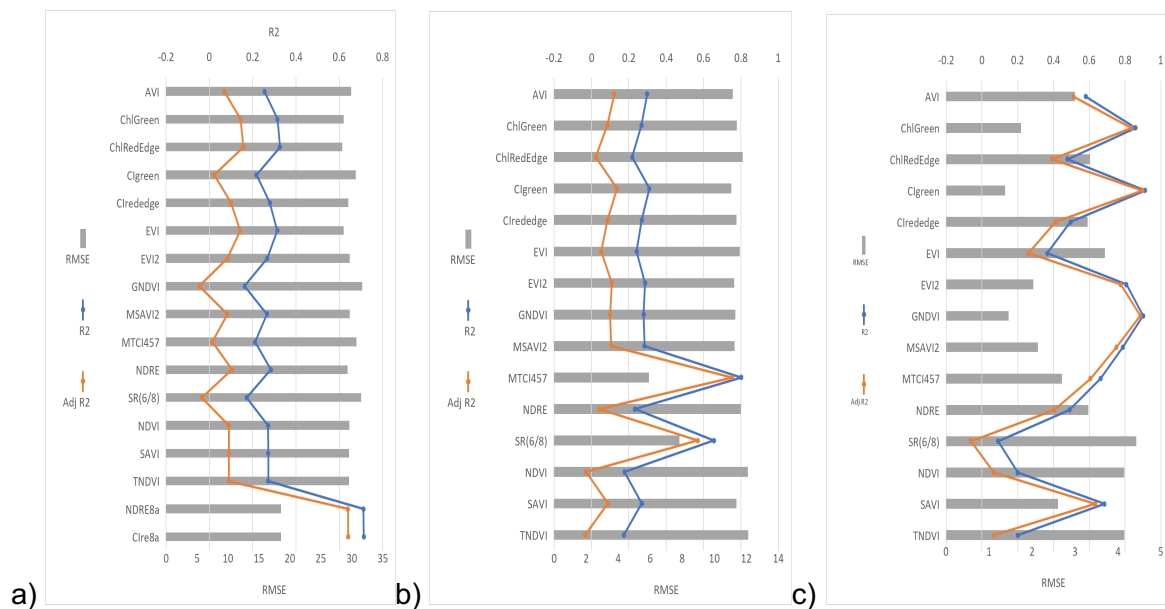 R2
-0.2 0 0.2 0.4 0.6 0.8
AVI
ChlGreen
ChlRedEdge
CIgreen
CIrededge
EVI
EVI2
GNDVI
MSAVI2
MTCI457
NDRE
SR(6/8)
NDVI
SAVI
TNDVI
NDRE8a
CIre8a
0 5 10 15 20 25 30 35
RMSE
RMSE
R2
Adj R2
a)
-0.2 0 0.2 0.4 0.6 0.8 1
AVI
ChlGreen
ChlRedEdge
CIgreen
CIrededge
EVI
EVI2
GNDVI
MSAVI2
MTCI457
NDRE
SR(6/8)
NDVI
SAVI
TNDVI
0 2 4 6 8 10 12 14
RMSE
RMSE
R2
Adj R2
b)
-0.2 0 0.2 0.4 0.6 0.8 1
AVI
ChlGreen
ChlRedEdge
CIgreen
CIrededge
EVI
EVI2
GNDVI
MSAVI2
MTCI457
NDRE
SR(6/8)
NDVI
SAVI
TNDVI
0 1 1 2 2 3 3 4 4 5
RMSE
RMSE
R2
Adj R2
c)